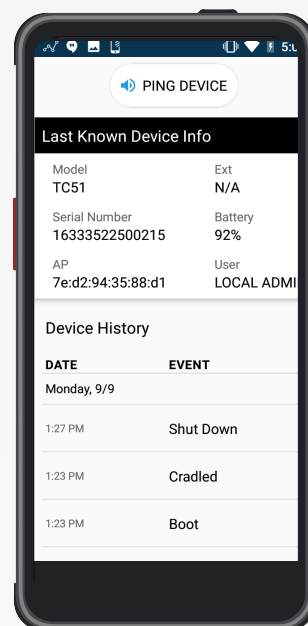 PING DEVICE
Last Known Device Info
Model Ext
TC51 N/A
Serial Number Battery
16333522500215 92%
AP User
7e:d2:94:35:88:d1 LOCAL ADMI
Device History
DATE EVENT
Monday, 9/9
1:27 PM Shut Down
1:23 PM Cradled
1:23 PM Boot